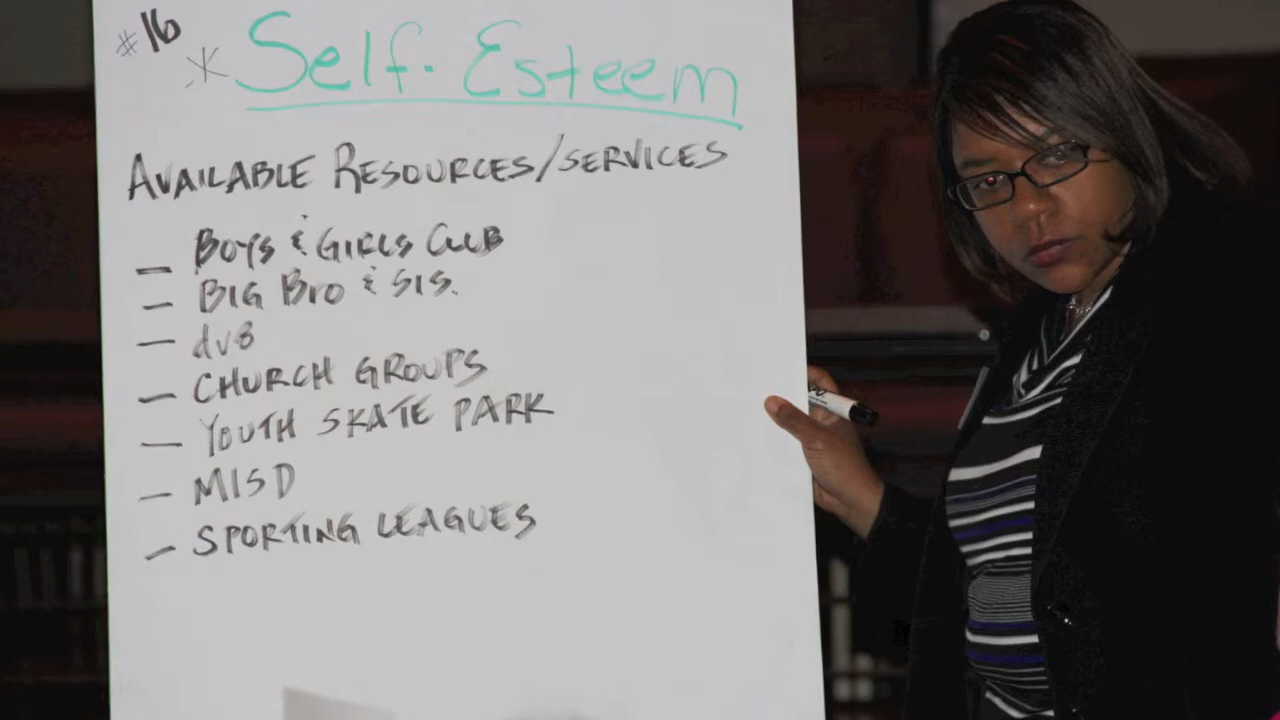 #16
* Self-Esteem
AVAILABLE RESOURCES/SERVICES
— BOYS & GIRLS CLUB
— BIG BRO & SIS.
— dv8
— CHURCH GROUPS
— YOUTH SKATE PARK
— MISD
— SPORTING LEAGUES